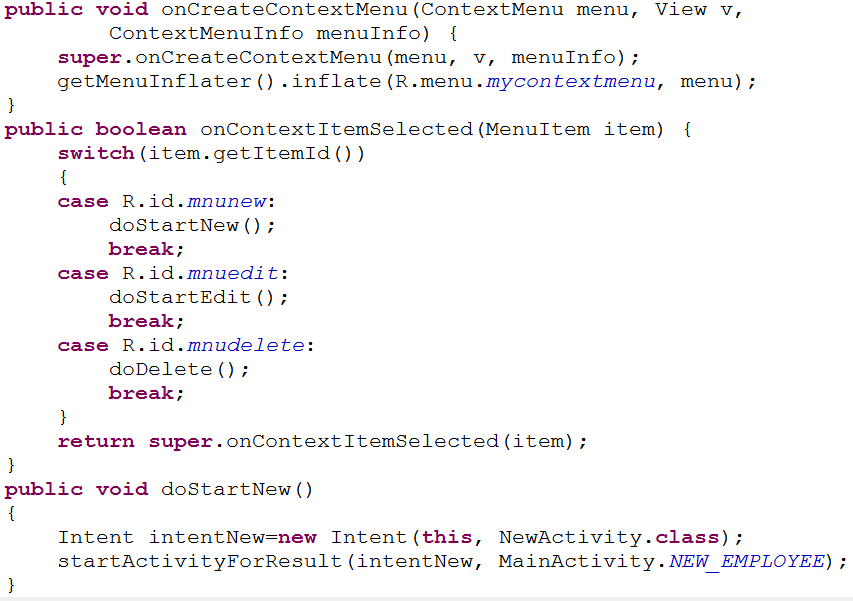 public void onCreateContextMenu(ContextMenu menu, View v,
        ContextMenuInfo menuInfo) {
    super.onCreateContextMenu(menu, v, menuInfo);
    getMenuInflater().inflate(R.menu.mycontextmenu, menu);
}
public boolean onContextItemSelected(MenuItem item) {
    switch(item.getItemId())
    {
    case R.id.mnunew:
        doStartNew();
        break;
    case R.id.mnuedit:
        doStartEdit();
        break;
    case R.id.mnudelete:
        doDelete();
        break;
    }
    return super.onContextItemSelected(item);
}
public void doStartNew()
{
    Intent intentNew=new Intent(this, NewActivity.class);
    startActivityForResult(intentNew, MainActivity.NEW_EMPLOYEE);
}